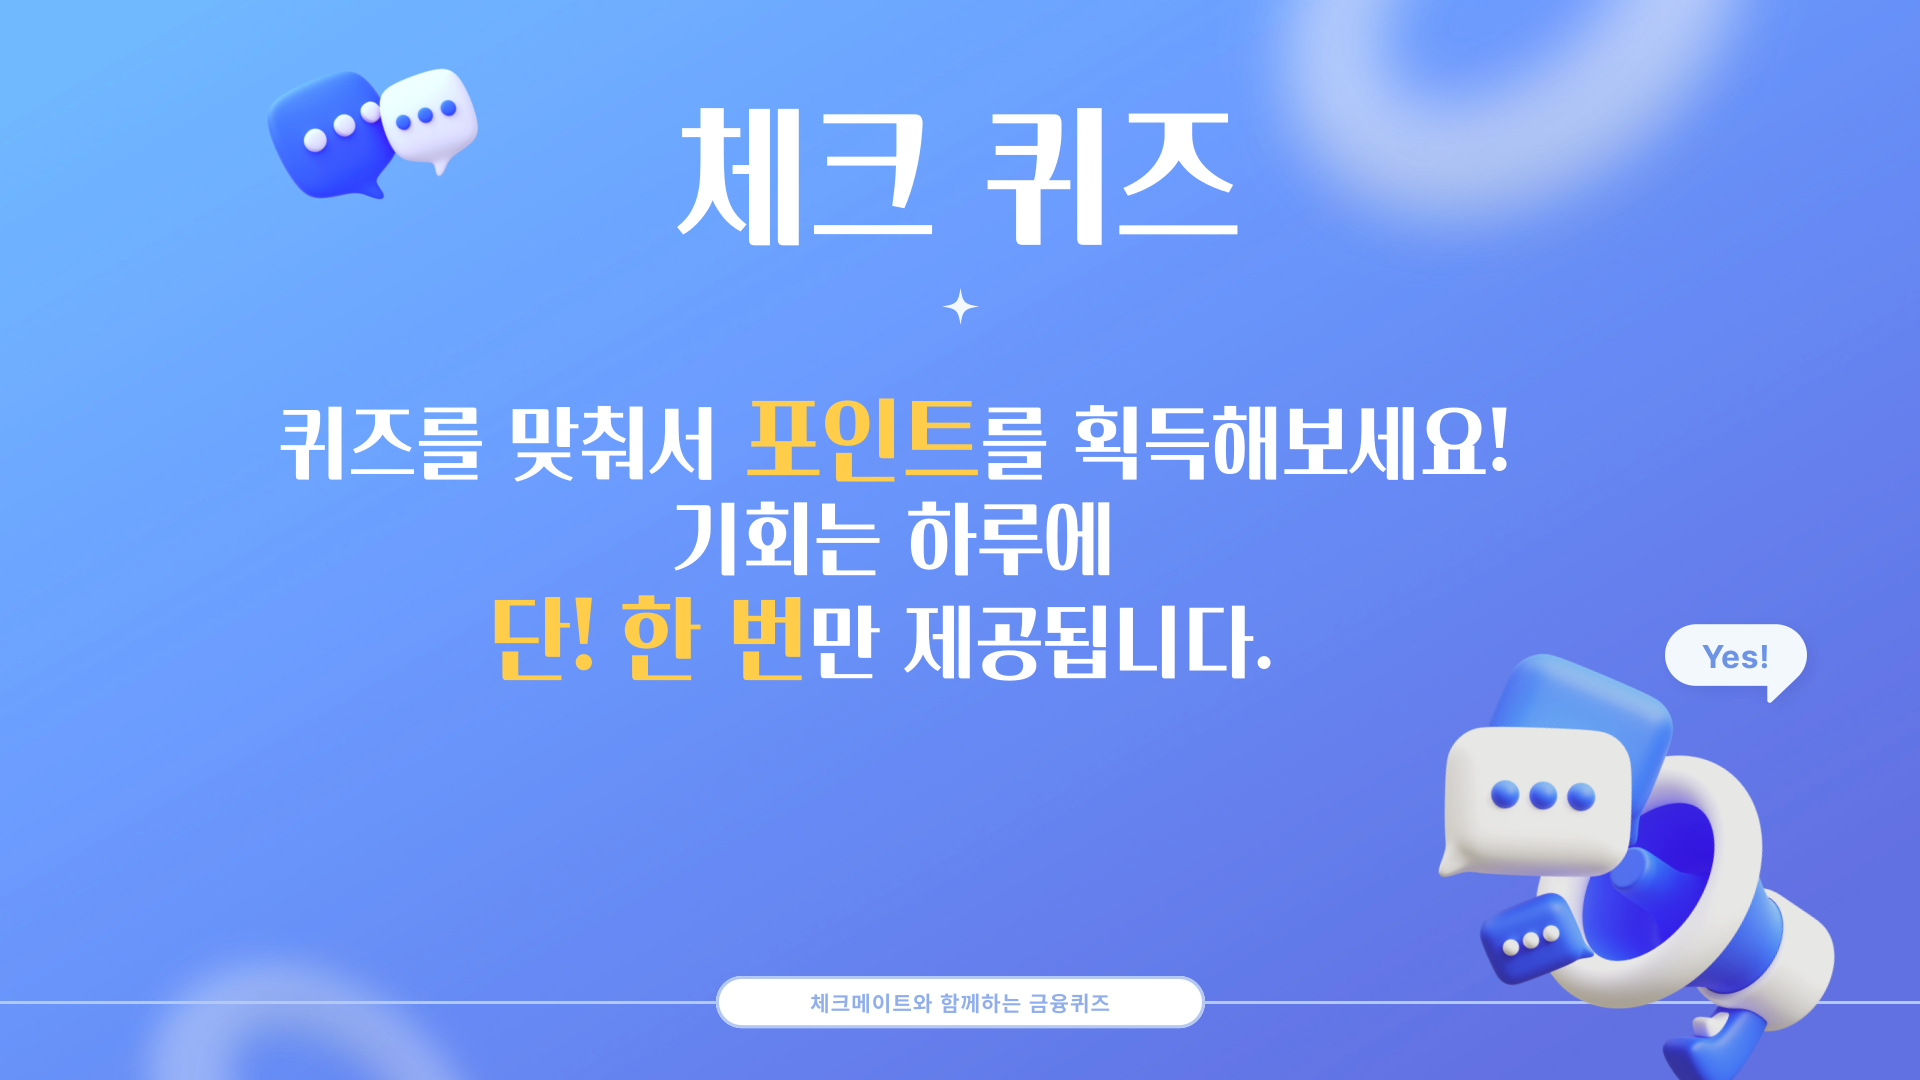 체크 퀴즈
퀴즈를 맞춰서 포인트를 획득해보세요!
기회는 하루에
단! 한 번만 제공됩니다.
Yes!
체크메이트와 함께하는 금융퀴즈